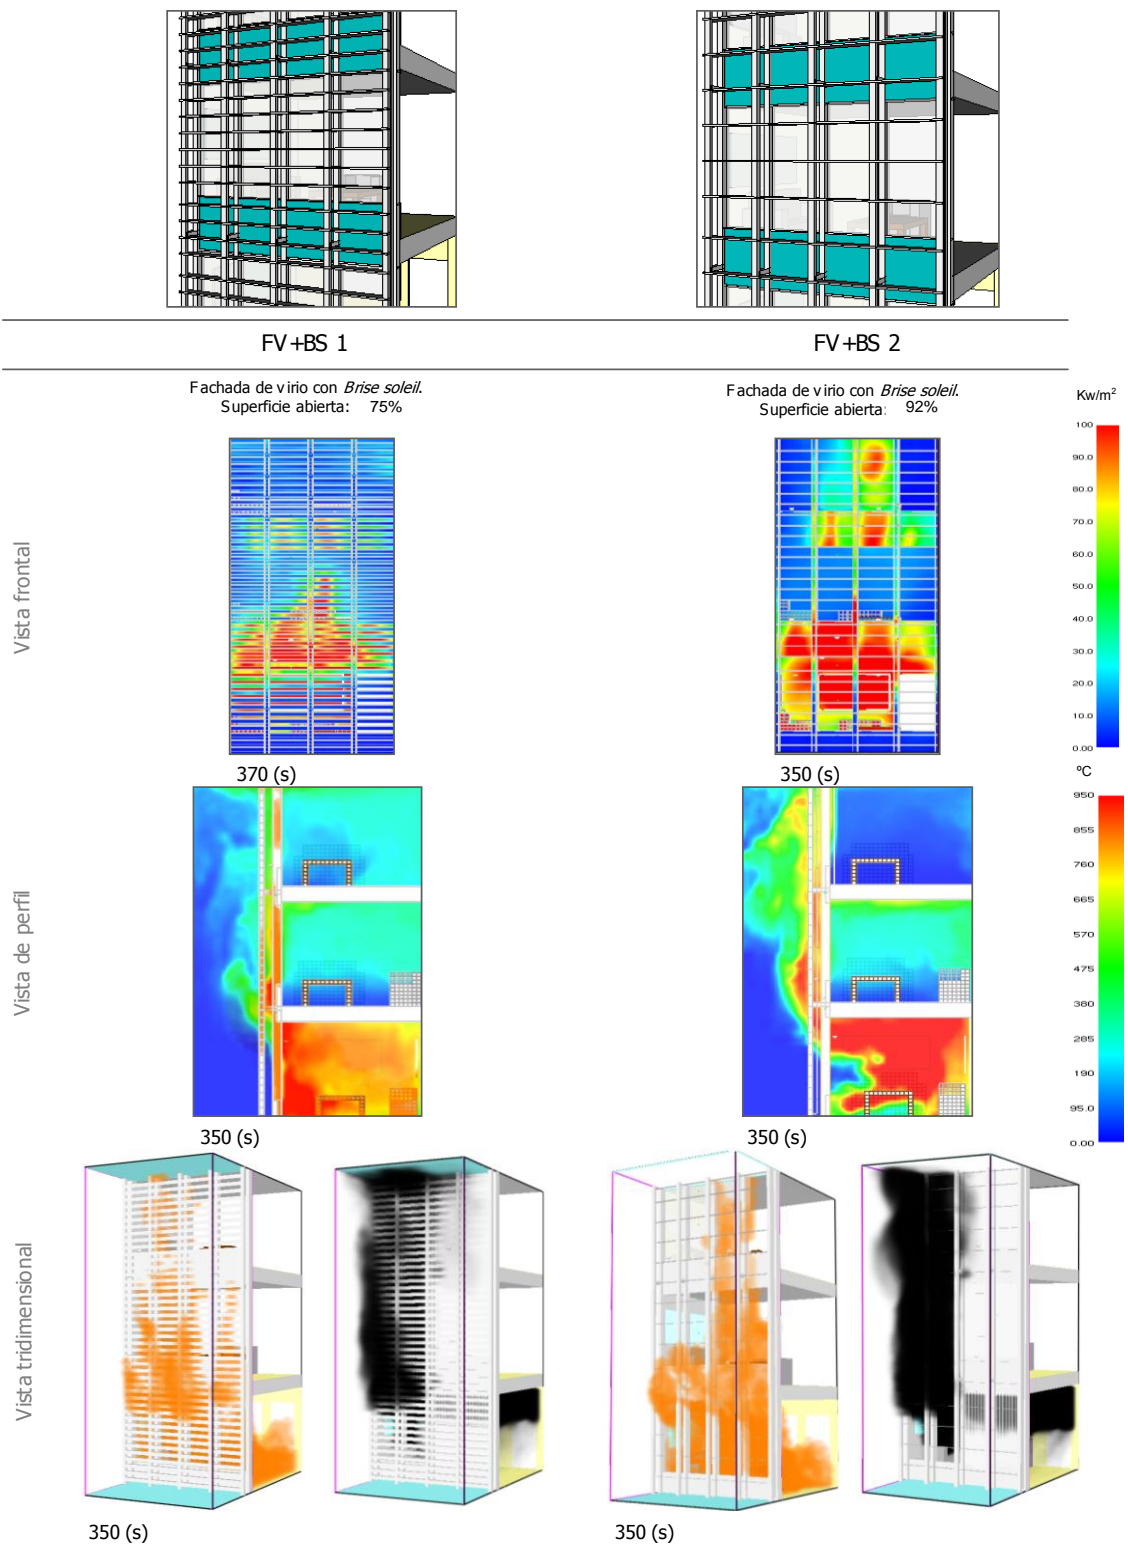 FV+BS 1
FV+BS 2
Fachada de virio con Brise soleil.
Superficie abierta: 75%
Fachada de virio con Brise soleil.
Superficie abierta: 92%
Kw/m²
100
90.0
80.0
70.0
60.0
50.0
40.0
30.0
20.0
10.0
0.00
Vista frontal
370 (s)
350 (s)
ºC
950
855
760
665
570
475
380
285
190
95.0
0.00
Vista de perfil
350 (s)
350 (s)
Vista tridimensional
350 (s)
350 (s)